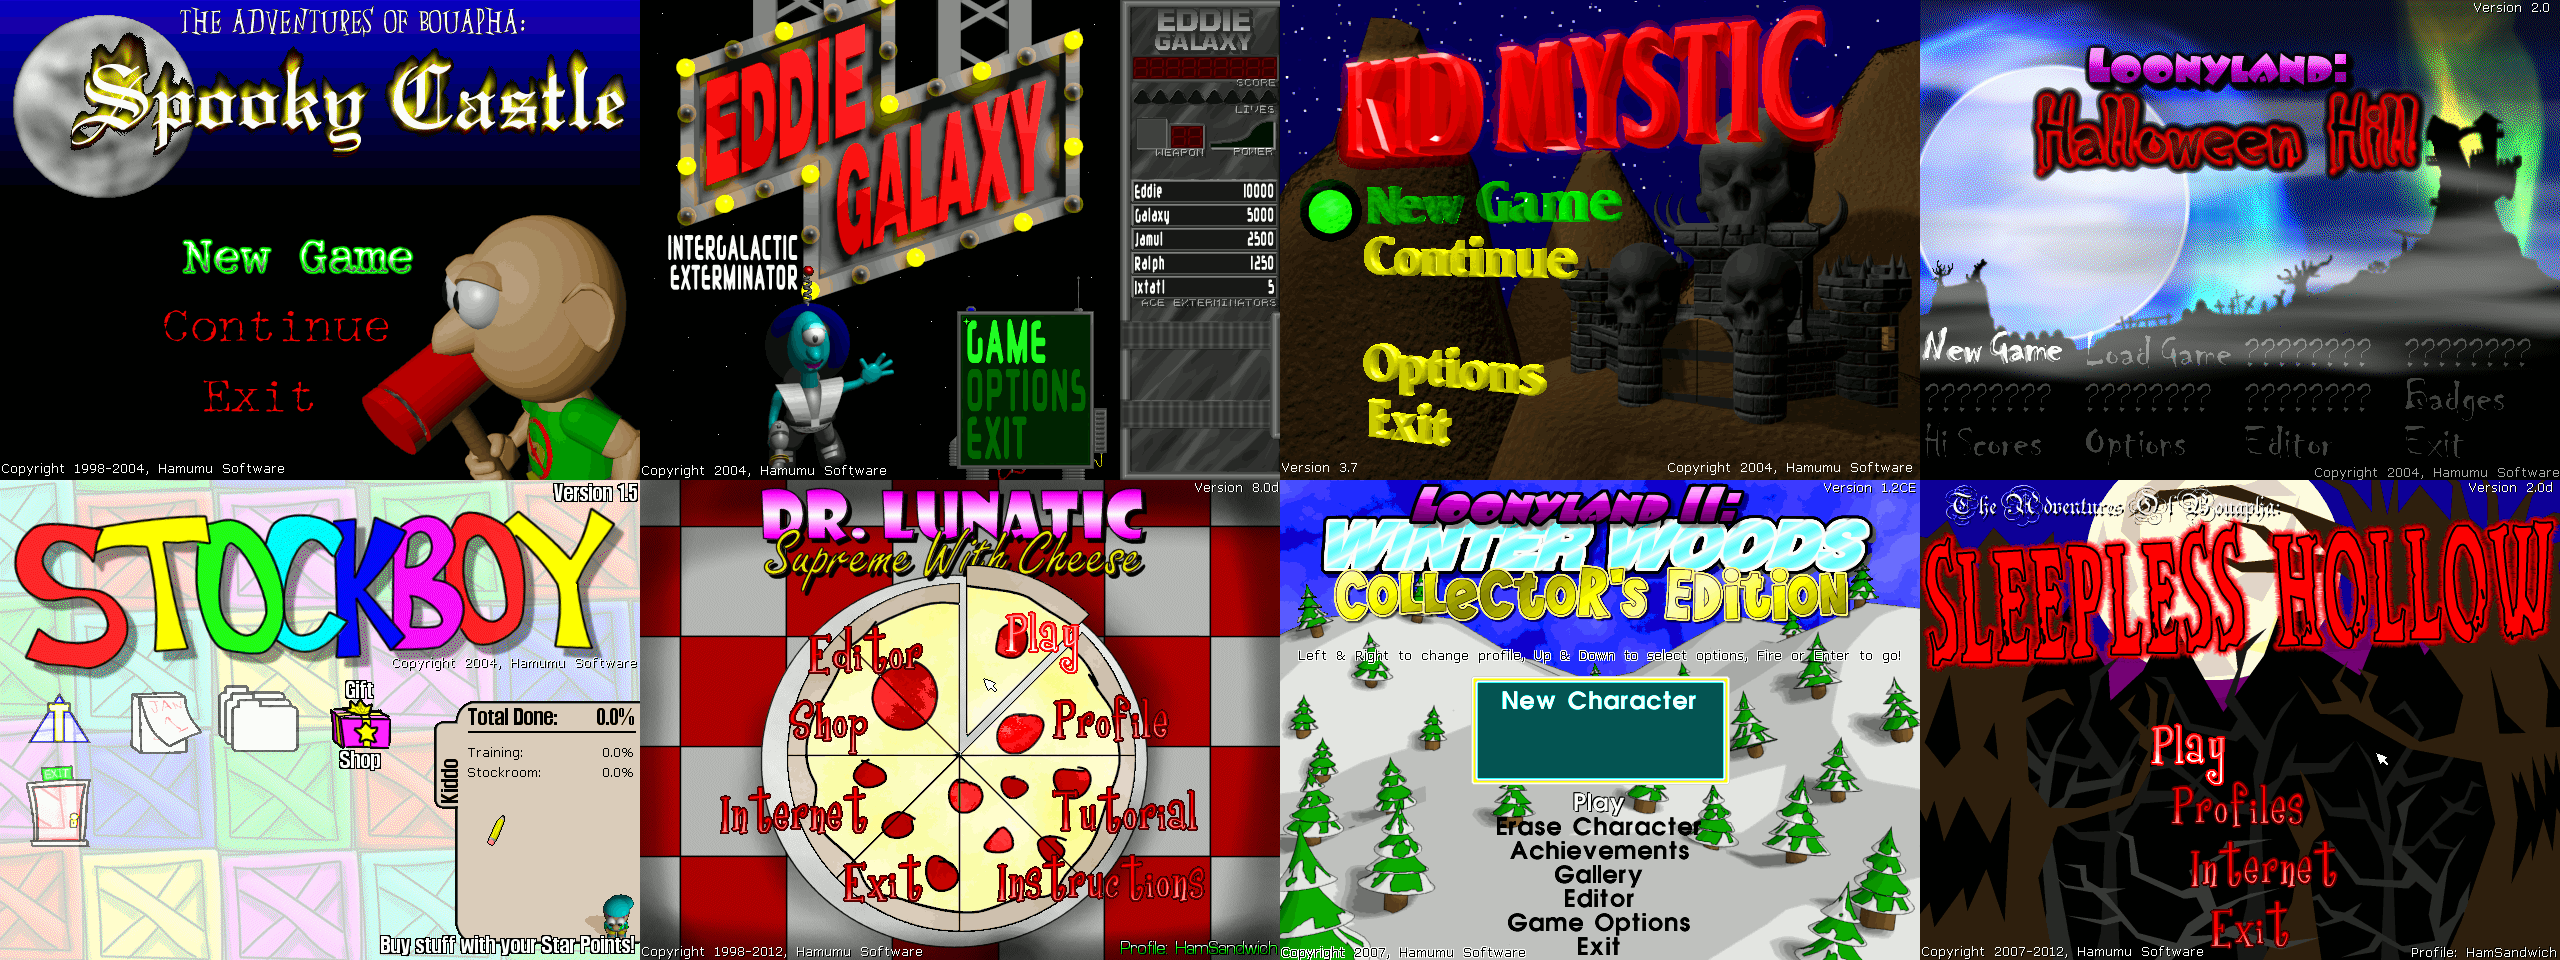 THE ADVENTURES OF BOUAPHA:
Spooky Castle
New Game
Continue
Exit
Copyright 1998-2004, Hamumu Software
EDDIE
GALAXY
INTERGALACTIC
EXTERMINATOR
GAME
OPTIONS
EXIT
Copyright 2004, Hamumu Software
EDDIE
GALAXY
SCORE
LIVES
WEAPON POWER
Eddie 10000
Galaxy 5000
Jamul 2500
Ralph 1250
Ixtatl 5
ACE EXTERMINATORS
KID MYSTIC
New Game
Continue
Options
Exit
Version 3.7
Copyright 2004, Hamumu Software
Version 2.0
Loonyland:
Halloween Hill
New Game Load Game ???????? ????????
???????? ???????? ???????? Badges
Hi Scores Options Editor Exit
Copyright 2004, Hamumu Software
Version 1.5
STOCKBOY
Copyright 2004, Hamumu Software
T
JAN
Gift
Shop
EXIT
Kiddo
Total Done: 0.0%
Training: 0.0%
Stockroom: 0.0%
Buy stuff with your Star Points!
Version 8.0d
DR. LUNATIC
Supreme With Cheese
Play
Editor
Shop
Profile
Internet
Tutorial
Exit
Instructions
Copyright 1998-2012, Hamumu Software
Profile: HamSandwich
Version 1.2CE
Loonyland II:
WINTER WOODS
Collector's Edition
Left & Right to change profile, Up & Down to select options, Fire or Enter to go!
New Character
Play
Erase Character
Achievements
Gallery
Editor
Game Options
Exit
Copyright 2007, Hamumu Software
Version 2.0d
The Adventures Of Bouapha:
SLEEPLESS HOLLOW
Play
Profiles
Internet
Exit
Copyright 2007-2012, Hamumu Software
Profile: HamSandwich